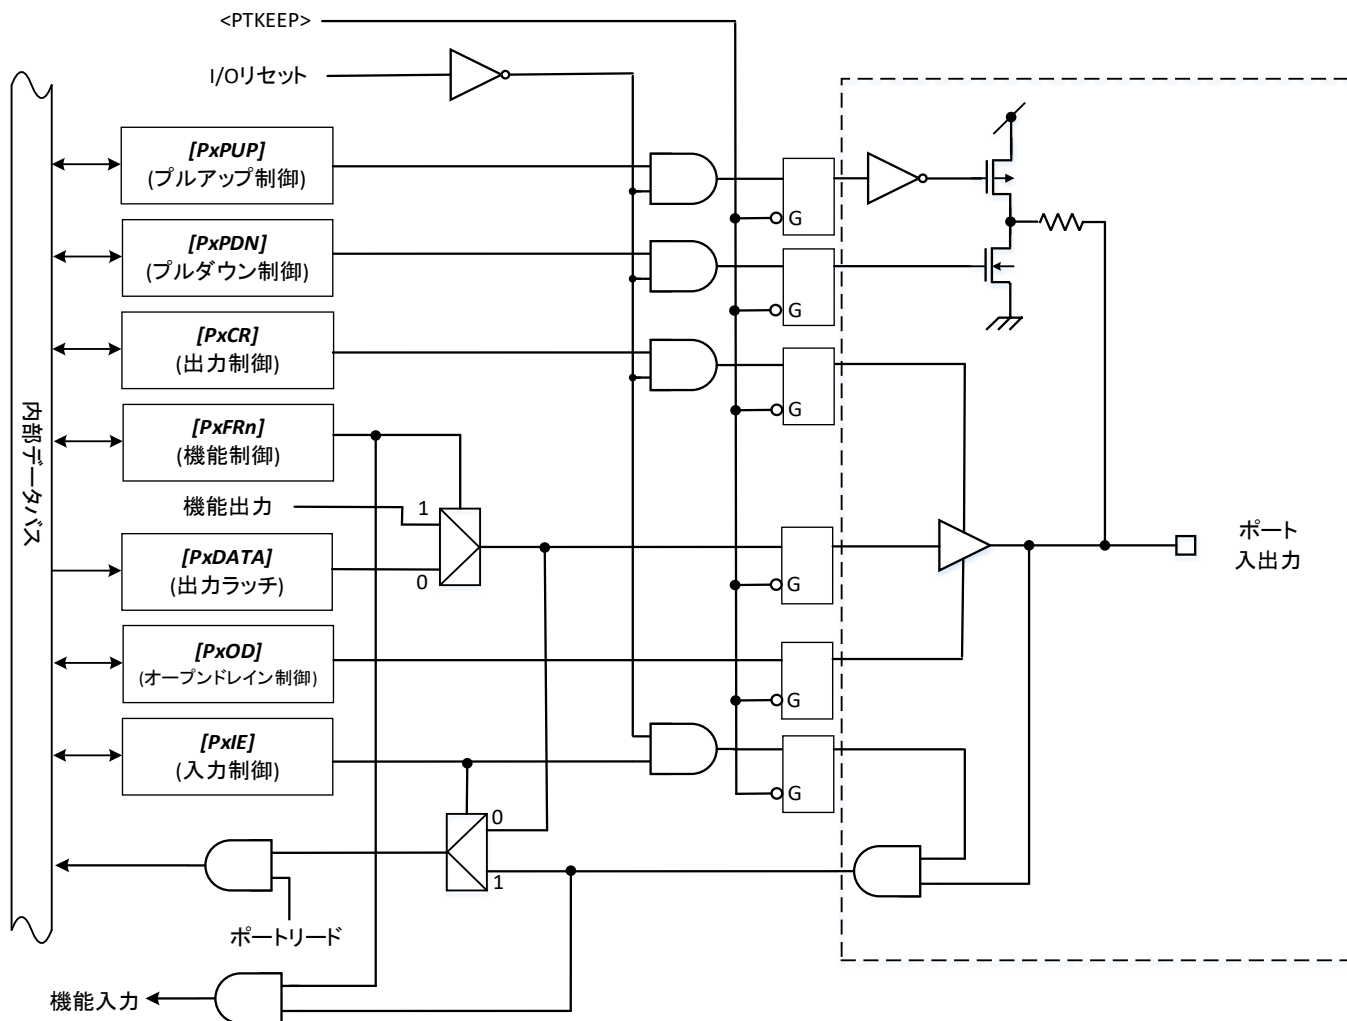 <PTKEEP>
I/Oリセット
[PxPUP]
(プルアップ制御)
G
[PxPDN]
(プルダウン制御)
G
[PxCR]
(出力制御)
G
内部データバス
[PxFRn]
(機能制御)
機能出力
1
[PxDATA]
(出力ラッチ)
0
G
ポート
入出力
[PxOD]
(オープンドレイン制御)
G
[PxIE]
(入力制御)
G
0
1
ポートリード
機能入力